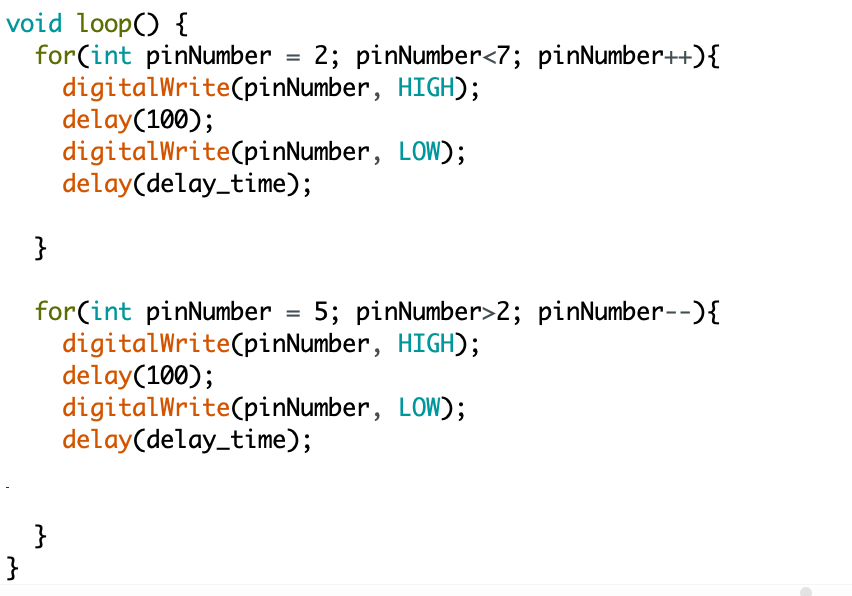 void loop() {
  for(int pinNumber = 2; pinNumber<7; pinNumber++){
    digitalWrite(pinNumber, HIGH);
    delay(100);
    digitalWrite(pinNumber, LOW);
    delay(delay_time);
  }
  for(int pinNumber = 5; pinNumber>2; pinNumber--){
    digitalWrite(pinNumber, HIGH);
    delay(100);
    digitalWrite(pinNumber, LOW);
    delay(delay_time);
  }
}